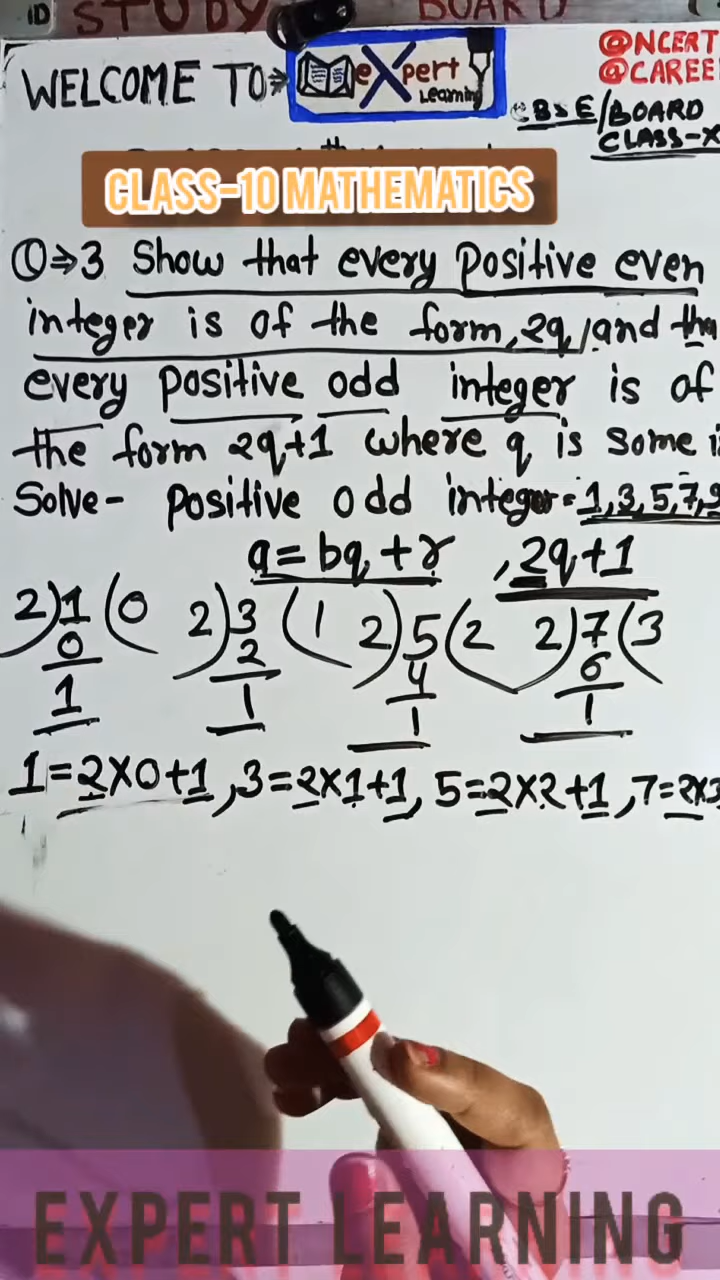 STUDY BOARD
WELCOME TO⇒ eXpert Learning
@NCERT
@CAREE
CBSE/BOARD
CLASS-X
CLASS-10 MATHEMATICS
Q⇒3 Show that every positive even
integer is of the form, 2q, and tha
every positive odd integer is of
the form 2q+1 where q is some i
Solve- positive odd integer=1,3,5,7,9
a=bq+r , 2q+1
2)1(0 2)3(1 2)5(2 2)7(3
0 2 4 6
1 1 1 1
1=2×0+1, 3=2×1+1, 5=2×2+1, 7=2×3
EXPERT LEARNING